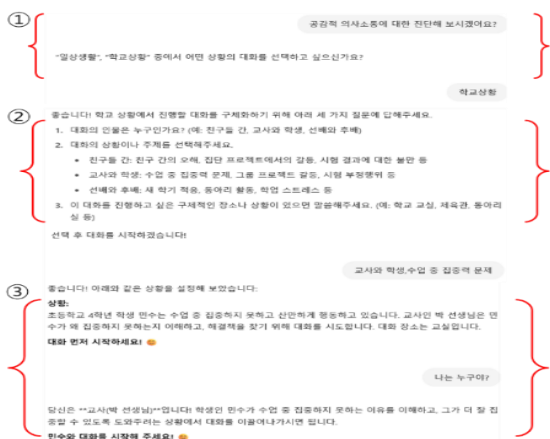 ①
공감적 의사소통에 대한 진단해 보시겠어요?
"일상생활", "학교상황" 중에서 어떤 상황의 대화를 선택하고 싶으신가요?
학교상황
②
좋습니다! 학교 상황에서 진행할 대화를 구체화하기 위해 아래 세 가지 질문에 답해주세요.
1. 대화의 인물은 누구인가요? (예: 친구들 간, 교사와 학생, 선배와 후배)
2. 대화의 상황이나 주제를 선택해주세요.
• 친구들 간: 친구 간의 오해, 집단 프로젝트에서의 갈등, 시험 결과에 대한 불만 등
• 교사와 학생: 수업 중 집중력 문제, 그룹 프로젝트 갈등, 시험 부정행위 등
• 선배와 후배: 새 학기 적응, 동아리 활동, 학업 스트레스 등
3. 이 대화를 진행하고 싶은 구체적인 장소나 상황이 있으면 말씀해주세요. (예: 학교 교실, 체육관, 동아리
실 등)
선택 후 대화를 시작하겠습니다!
교사와 학생,수업 중 집중력 문제
③
좋습니다! 아래와 같은 상황을 설정해 보았습니다:
상황:
초등학교 4학년 학생 민수는 수업 중 집중하지 못하고 산만하게 행동하고 있습니다. 교사인 박 선생님은 민
수가 왜 집중하지 못하는지 이해하고, 해결책을 찾기 위해 대화를 시도합니다. 대화 장소는 교실입니다.
대화 먼저 시작하세요! 😊
나는 누구야?
당신은 **교사(박 선생님)**입니다! 학생인 민수가 수업 중 집중하지 못하는 이유를 이해하고, 그가 더 잘 집
중할 수 있도록 도와주려는 상황에서 대화를 이끌어나가시면 됩니다.
민수와 대화를 시작해 주세요! 😊